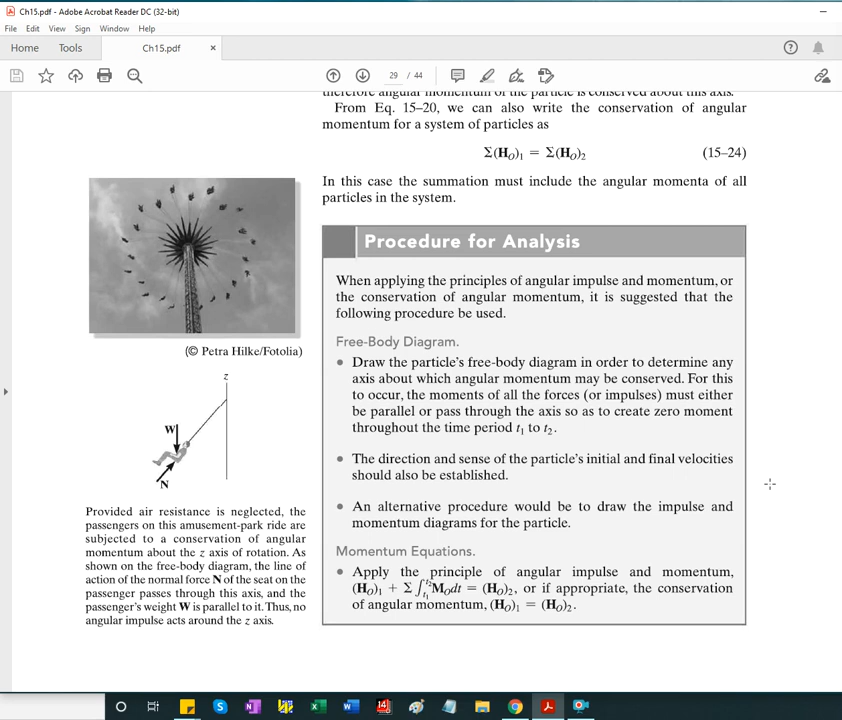 Ch15.pdf - Adobe Acrobat Reader DC (32-bit)
File Edit View Sign Window Help
Home Tools Ch15.pdf ×
29 / 44
therefore angular momentum of the particle is conserved about this axis.
From Eq. 15–20, we can also write the conservation of angular
momentum for a system of particles as
Σ(H_O)₁ = Σ(H_O)₂ (15–24)
In this case the summation must include the angular momenta of all
particles in the system.
(© Petra Hilke/Fotolia)
z
W
N
Provided air resistance is neglected, the
passengers on this amusement-park ride are
subjected to a conservation of angular
momentum about the z axis of rotation. As
shown on the free-body diagram, the line of
action of the normal force N of the seat on the
passenger passes through this axis, and the
passenger's weight W is parallel to it. Thus, no
angular impulse acts around the z axis.
Procedure for Analysis
When applying the principles of angular impulse and momentum, or
the conservation of angular momentum, it is suggested that the
following procedure be used.
Free-Body Diagram.
● Draw the particle's free-body diagram in order to determine any
axis about which angular momentum may be conserved. For this
to occur, the moments of all the forces (or impulses) must either
be parallel or pass through the axis so as to create zero moment
throughout the time period t₁ to t₂.
● The direction and sense of the particle's initial and final velocities
should also be established.
● An alternative procedure would be to draw the impulse and
momentum diagrams for the particle.
Momentum Equations.
● Apply the principle of angular impulse and momentum,
(H_O)₁ + Σ ∫_{t₁}^{t₂} M_O dt = (H_O)₂, or if appropriate, the conservation
of angular momentum, (H_O)₁ = (H_O)₂.